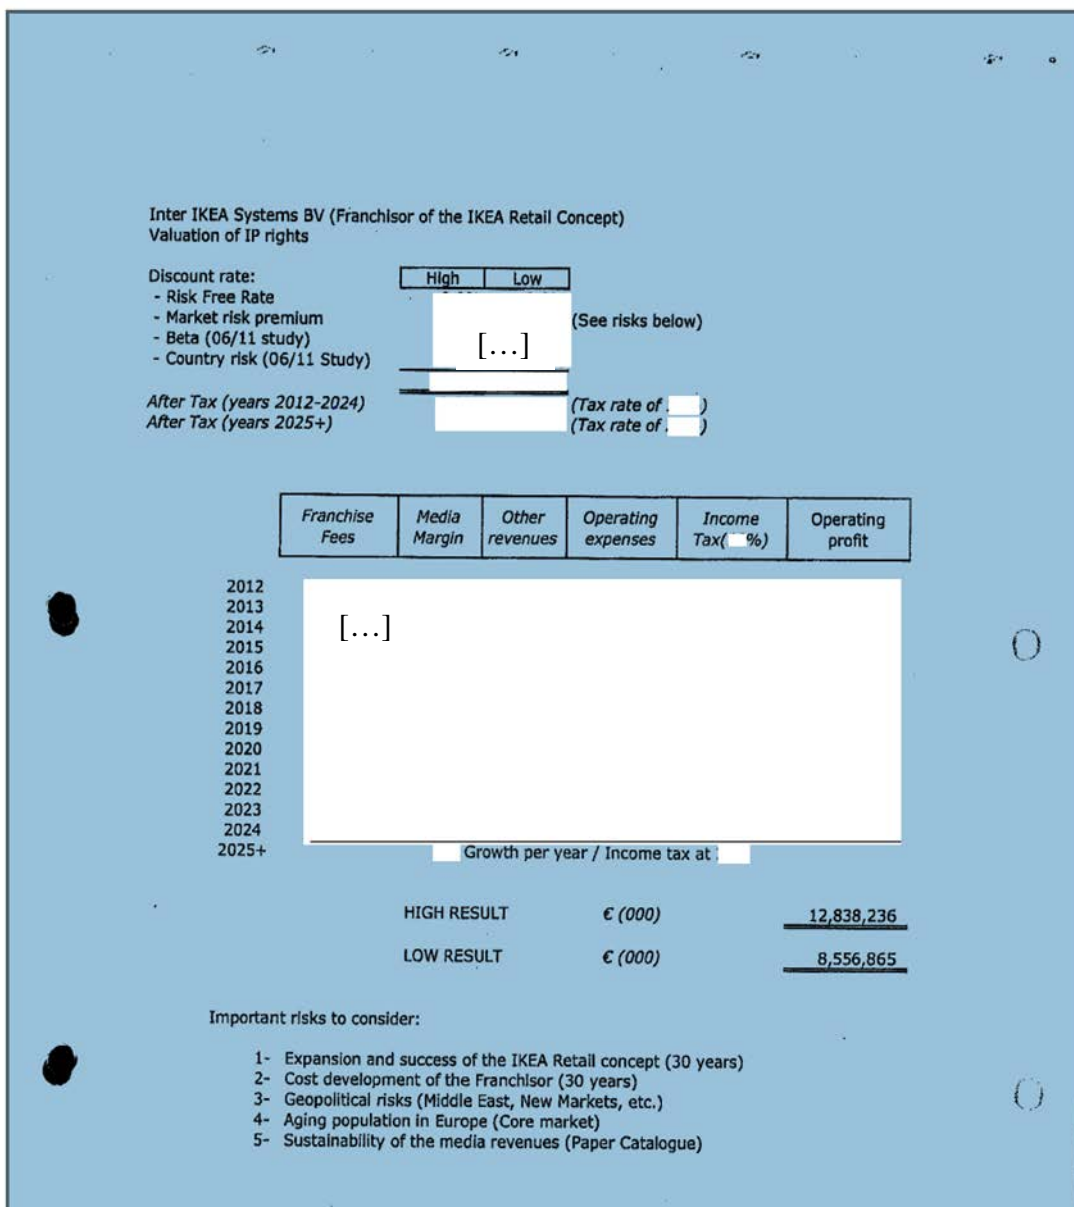 Inter IKEA Systems BV (Franchisor of the IKEA Retail Concept)
Valuation of IP rights
Discount rate: High Low
- Risk Free Rate
- Market risk premium (See risks below)
- Beta (06/11 study) […]
- Country risk (06/11 Study)
After Tax (years 2012-2024) (Tax rate of )
After Tax (years 2025+) (Tax rate of )
Franchise Media Other Operating Income Operating
Fees Margin revenues expenses Tax( %) profit
2012
2013
2014 […]
2015
2016
2017
2018
2019
2020
2021
2022
2023
2024
2025+ Growth per year / Income tax at
HIGH RESULT € (000) 12,838,236
LOW RESULT € (000) 8,556,865
Important risks to consider:
1- Expansion and success of the IKEA Retail concept (30 years)
2- Cost development of the Franchisor (30 years)
3- Geopolitical risks (Middle East, New Markets, etc.)
4- Aging population in Europe (Core market)
5- Sustainability of the media revenues (Paper Catalogue)